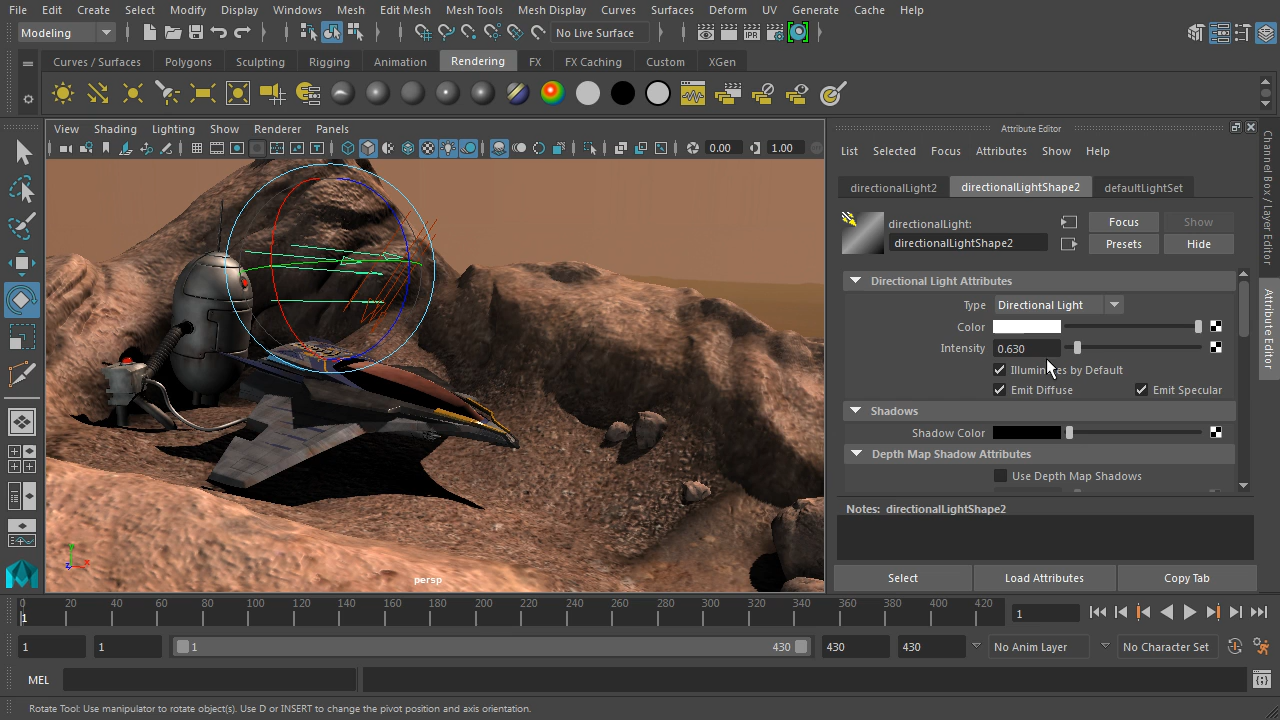 File Edit Create Select Modify Display Windows Mesh Edit Mesh Mesh Tools Mesh Display Curves Surfaces Deform UV Generate Cache Help
Modeling No Live Surface
Curves / Surfaces Polygons Sculpting Rigging Animation Rendering FX FX Caching Custom XGen
View Shading Lighting Show Renderer Panels
0.00 1.00
persp
Attribute Editor
List Selected Focus Attributes Show Help
directionalLight2 directionalLightShape2 defaultLightSet
directionalLight: Focus Show
directionalLightShape2 Presets Hide
Directional Light Attributes
Type Directional Light
Color
Intensity 0.630
Illuminates by Default
Emit Diffuse Emit Specular
Shadows
Shadow Color
Depth Map Shadow Attributes
Use Depth Map Shadows
Notes: directionalLightShape2
Select Load Attributes Copy Tab
Channel Box / Layer Editor
Attribute Editor
0 20 40 60 80 100 120 140 160 180 200 220 240 260 280 300 320 340 360 380 400 420
1 1
1 1 1 430 430 430 No Anim Layer No Character Set
MEL
Rotate Tool: Use manipulator to rotate object(s). Use D or INSERT to change the pivot position and axis orientation.